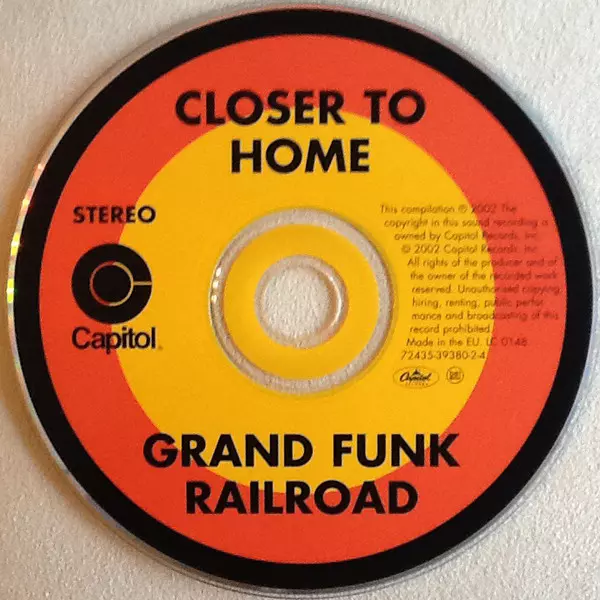 CLOSER TO
HOME
STEREO
Capitol
This compilation ℗ 2002 The
copyright in this sound recording is
owned by Capitol Records, Inc.
© 2002 Capitol Records, Inc.
All rights of the producer and of
the owner of the recorded work
reserved. Unauthorised copying,
hiring, renting, public perfor
mance and broadcasting of this
record prohibited.
Made in the EU. LC 0148
72435-39380-2-4
Capitol
GRAND FUNK
RAILROAD